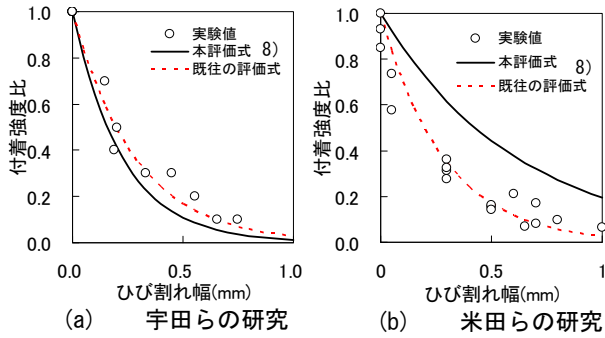 付着強度比
1.0
0.8
0.6
0.4
0.2
0.0
0.0 0.5 1.0
ひび割れ幅(mm)
(a) 宇田らの研究
実験値
本評価式 8)
既往の評価式
付着強度比
1.0
0.8
0.6
0.4
0.2
0.0
0 0.5 1
ひび割れ幅(mm)
(b) 米田らの研究
実験値
本評価式 8)
既往の評価式